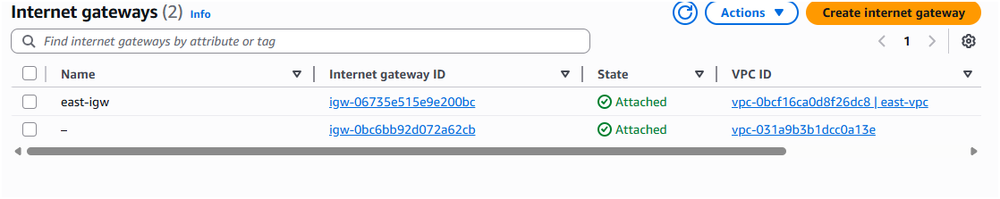 Internet gateways (2) Info
Actions
Create internet gateway
Find internet gateways by attribute or tag
1
Name Internet gateway ID State VPC ID
east-igw igw-06735e515e9e200bc Attached vpc-0bcf16ca0d8f26dc8 | east-vpc
– igw-0bc6bb92d072a62cb Attached vpc-031a9b3b1dcc0a13e